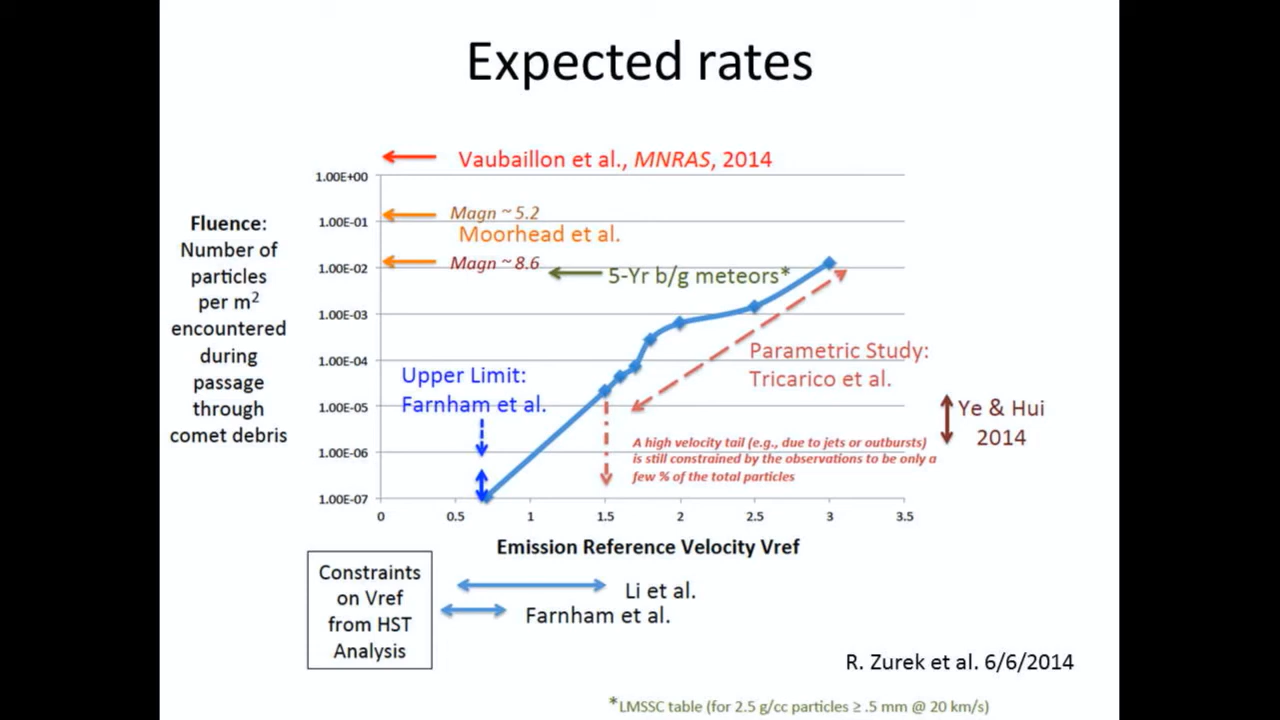 Expected rates
Vaubaillon et al., MNRAS, 2014
1.00E+00
Magn ~ 5.2
1.00E-01
Moorhead et al.
Magn ~ 8.6
1.00E-02
5-Yr b/g meteors*
1.00E-03
1.00E-04
1.00E-05
1.00E-06
1.00E-07
Fluence:
Number of
particles
per m²
encountered
during
passage
through
comet debris
Upper Limit:
Farnham et al.
Parametric Study:
Tricarico et al.
Ye & Hui
2014
A high velocity tail (e.g., due to jets or outbursts)
is still constrained by the observations to be only a
few % of the total particles
0 0.5 1 1.5 2 2.5 3 3.5
Emission Reference Velocity Vref
Constraints
on Vref
from HST
Analysis
Li et al.
Farnham et al.
R. Zurek et al. 6/6/2014
*LMSSC table (for 2.5 g/cc particles ≥ .5 mm @ 20 km/s)